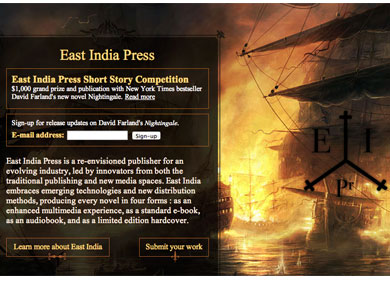 East India Press
East India Press Short Story Competition
$1,000 grand prize and publication with New York Times bestseller
David Farland's new novel Nightingale. Read more
Sign-up for release updates on David Farland's Nightingale.
E-mail address: Sign-up
East India Press is a re-envisioned publisher for an
evolving industry, led by innovators from both the
traditional publishing and new media spaces. East India
embraces emerging technologies and new distribution
methods, producing every novel in four forms : as an
enhanced multimedia experience, as a standard e-book,
as an audiobook, and as a limited edition hardcover.
Learn more about East India
Submit your work
E I
Pr